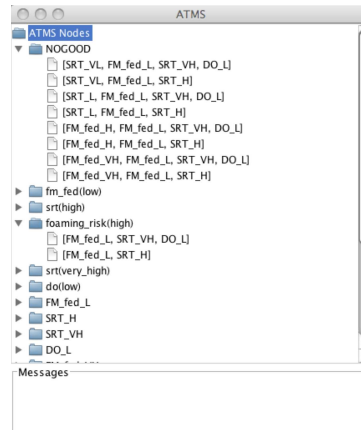 ATMS
ATMS Nodes
NOGOOD
[SRT_VL, FM_fed_L, SRT_VH, DO_L]
[SRT_VL, FM_fed_L, SRT_H]
[SRT_L, FM_fed_L, SRT_VH, DO_L]
[SRT_L, FM_fed_L, SRT_H]
[FM_fed_H, FM_fed_L, SRT_VH, DO_L]
[FM_fed_H, FM_fed_L, SRT_H]
[FM_fed_VH, FM_fed_L, SRT_VH, DO_L]
[FM_fed_VH, FM_fed_L, SRT_H]
fm_fed(low)
srt(high)
foaming_risk(high)
[FM_fed_L, SRT_VH, DO_L]
[FM_fed_L, SRT_H]
srt(very_high)
do(low)
FM_fed_L
SRT_H
SRT_VH
DO_L
Messages